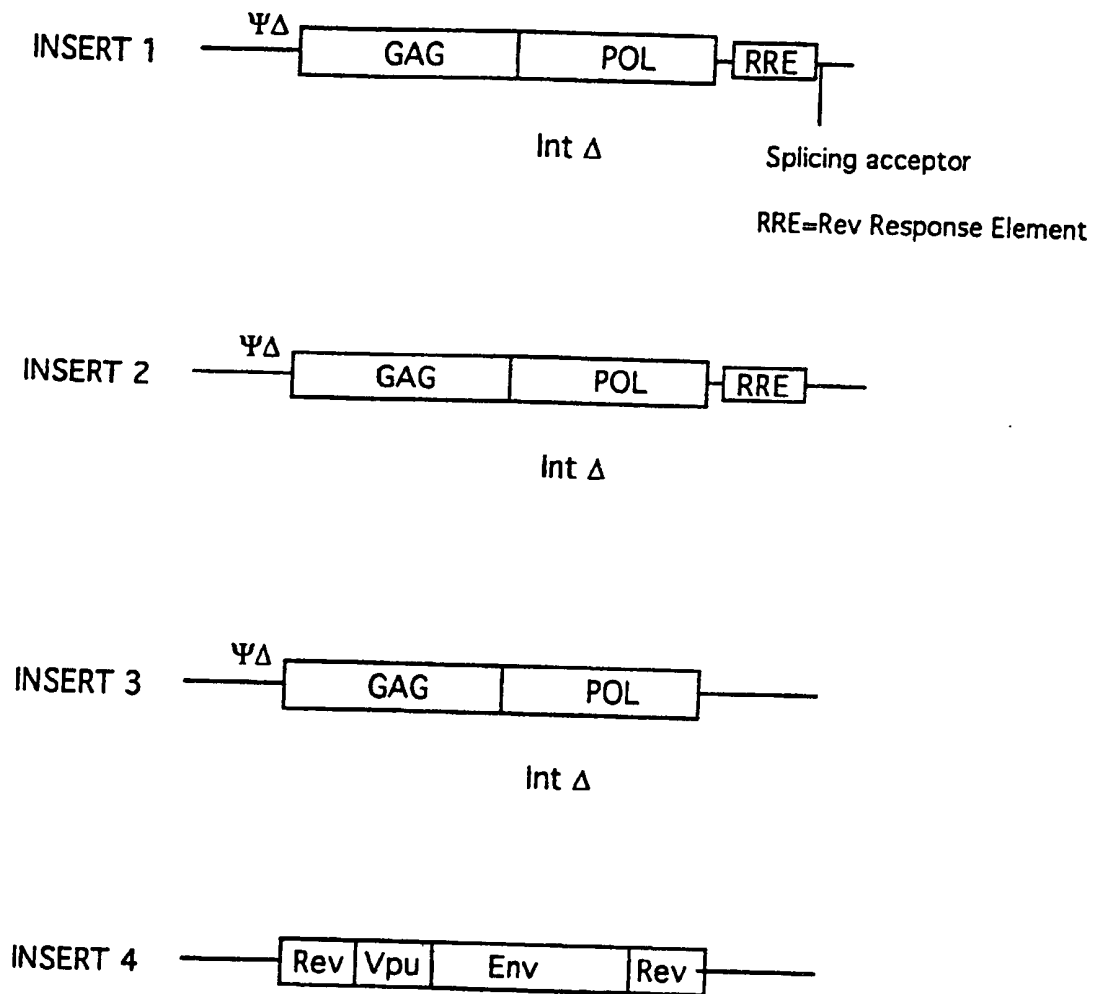 ΨΔ
INSERT 1 GAG POL RRE
Int Δ
Splicing acceptor
RRE=Rev Response Element
ΨΔ
INSERT 2 GAG POL RRE
Int Δ
ΨΔ
INSERT 3 GAG POL
Int Δ
INSERT 4 Rev Vpu Env Rev